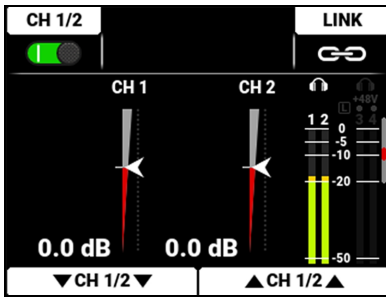 CH 1/2
LINK
CH 1
CH 2
+48V
L
1 2 3 4
0
-5
-10
-20
-50
0.0 dB
0.0 dB
▼CH 1/2▼
▲CH 1/2▲